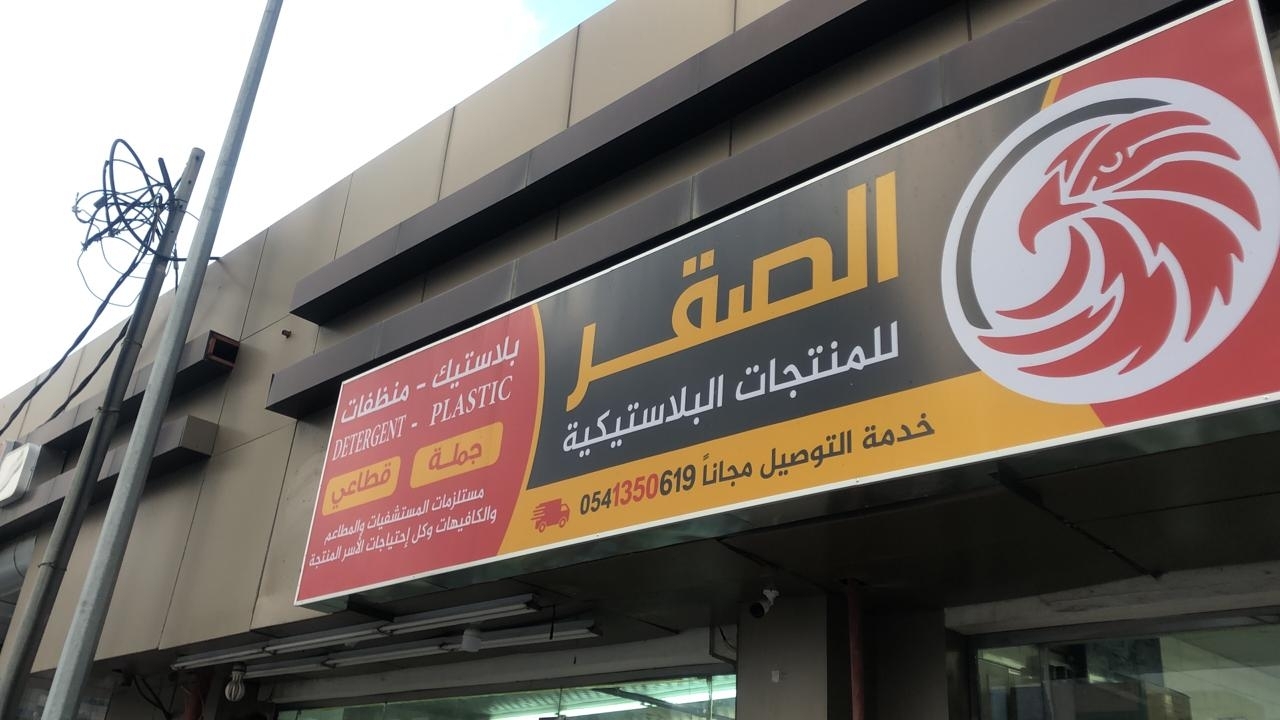 الصقر
للمنتجات البلاستيكية
خدمة التوصيل مجاناً 0541350619
بلاستيك - منظفات
DETERGENT - PLASTIC
جملة قطاعي
مستلزمات المستشفيات والمطاعم
والكافيهات وكل إحتياجات الأسر المنتجة